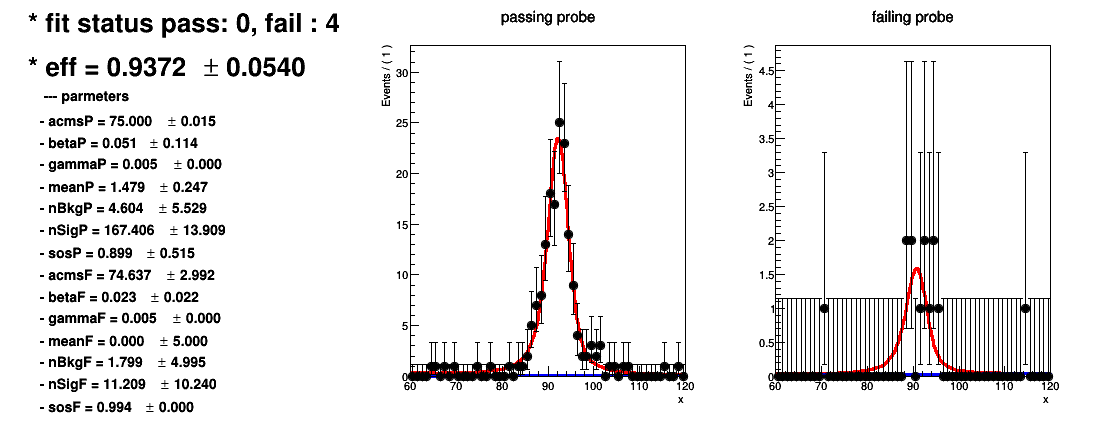 * fit status pass: 0, fail : 4
* eff = 0.9372 ± 0.0540
--- parmeters
- acmsP = 75.000 ± 0.015
- betaP = 0.051 ± 0.114
- gammaP = 0.005 ± 0.000
- meanP = 1.479 ± 0.247
- nBkgP = 4.604 ± 5.529
- nSigP = 167.406 ± 13.909
- sosP = 0.899 ± 0.515
- acmsF = 74.637 ± 2.992
- betaF = 0.023 ± 0.022
- gammaF = 0.005 ± 0.000
- meanF = 0.000 ± 5.000
- nBkgF = 1.799 ± 4.995
- nSigF = 11.209 ± 10.240
- sosF = 0.994 ± 0.000
passing probe
Events / ( 1 )
30
25
20
15
10
5
0
60 70 80 90 100 110 120
x
failing probe
Events / ( 1 )
4.5
4
3.5
3
2.5
2
1.5
1
0.5
0
60 70 80 90 100 110 120
x